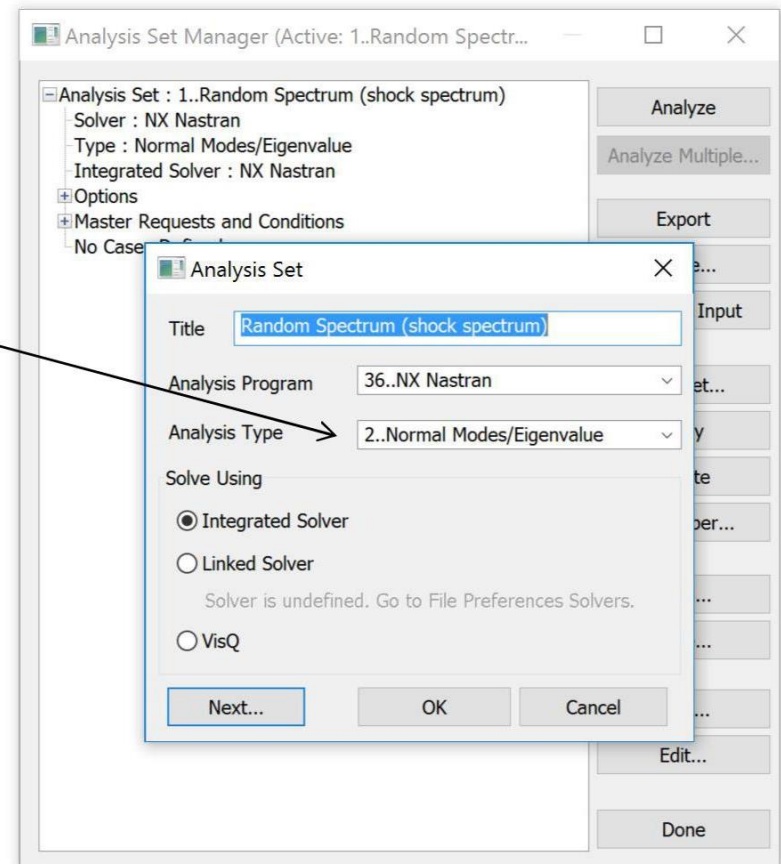 Analysis Set Manager (Active: 1..Random Spectr...
Analysis Set : 1..Random Spectrum (shock spectrum)
Solver : NX Nastran
Type : Normal Modes/Eigenvalue
Integrated Solver : NX Nastran
Options
Master Requests and Conditions
No Case
Analyze
Analyze Multiple...
Export
Input
Analysis Set
Title Random Spectrum (shock spectrum)
Analysis Program 36..NX Nastran
Analysis Type 2..Normal Modes/Eigenvalue
Solve Using
Integrated Solver
Linked Solver
Solver is undefined. Go to File Preferences Solvers.
VisQ
Next... OK Cancel
Edit...
Done